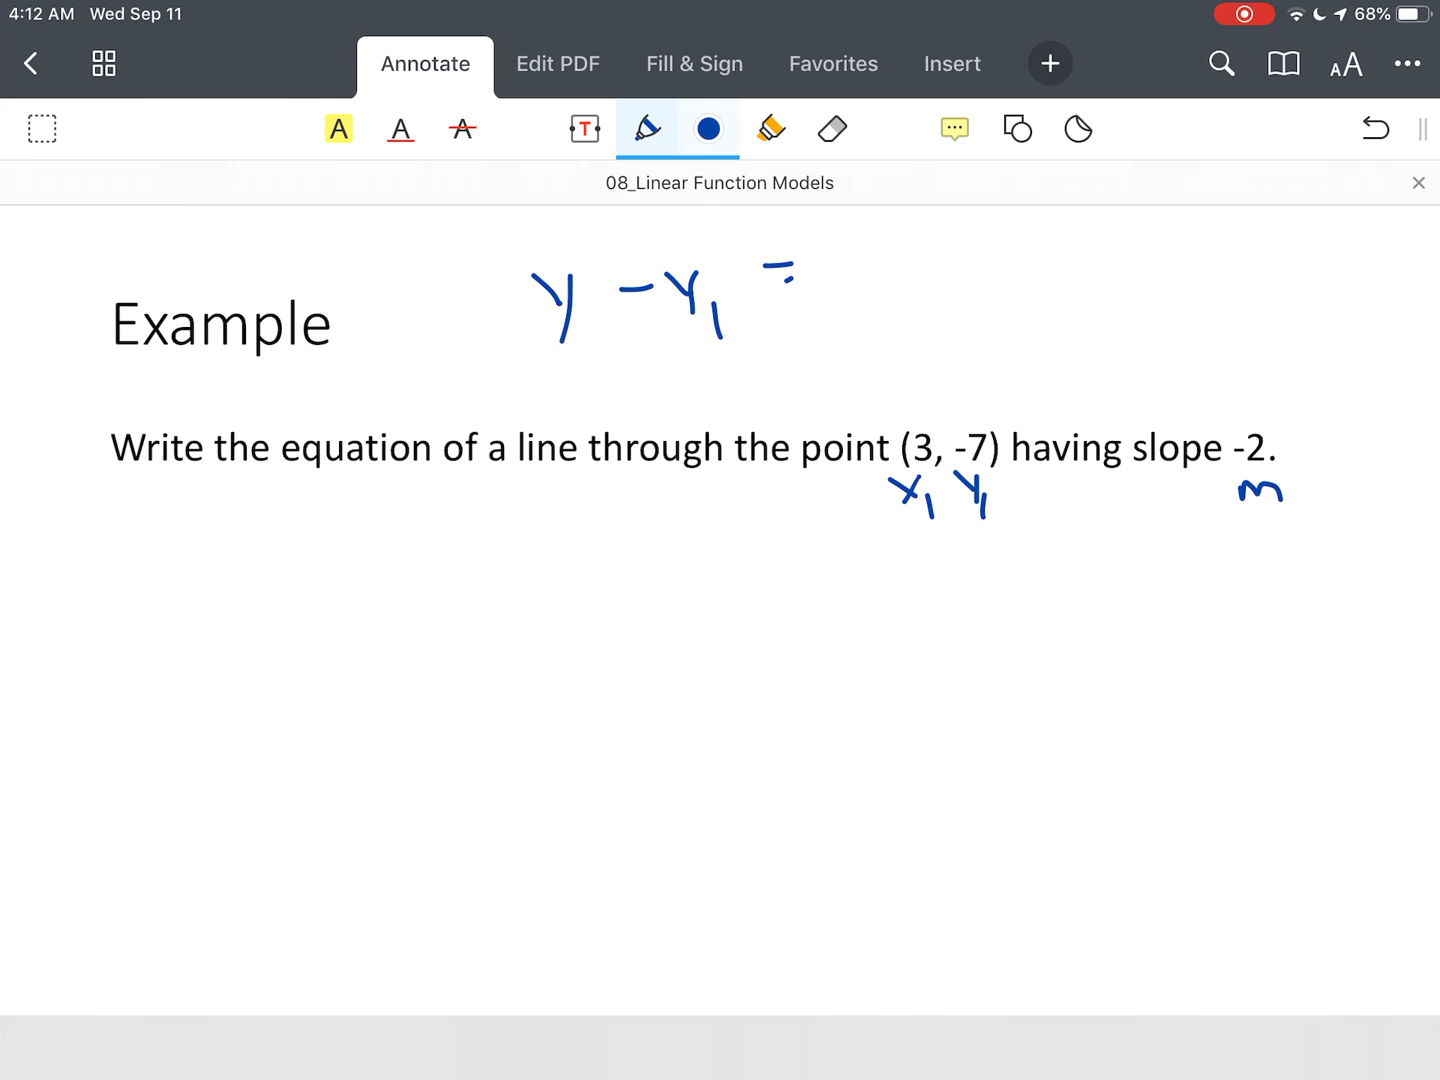 4:12 AM Wed Sep 11 68%
Annotate Edit PDF Fill & Sign Favorites Insert + AA
A A A T
08_Linear Function Models ×
y - y1 =
Example
Write the equation of a line through the point (3, -7) having slope -2.
x1 y1 m